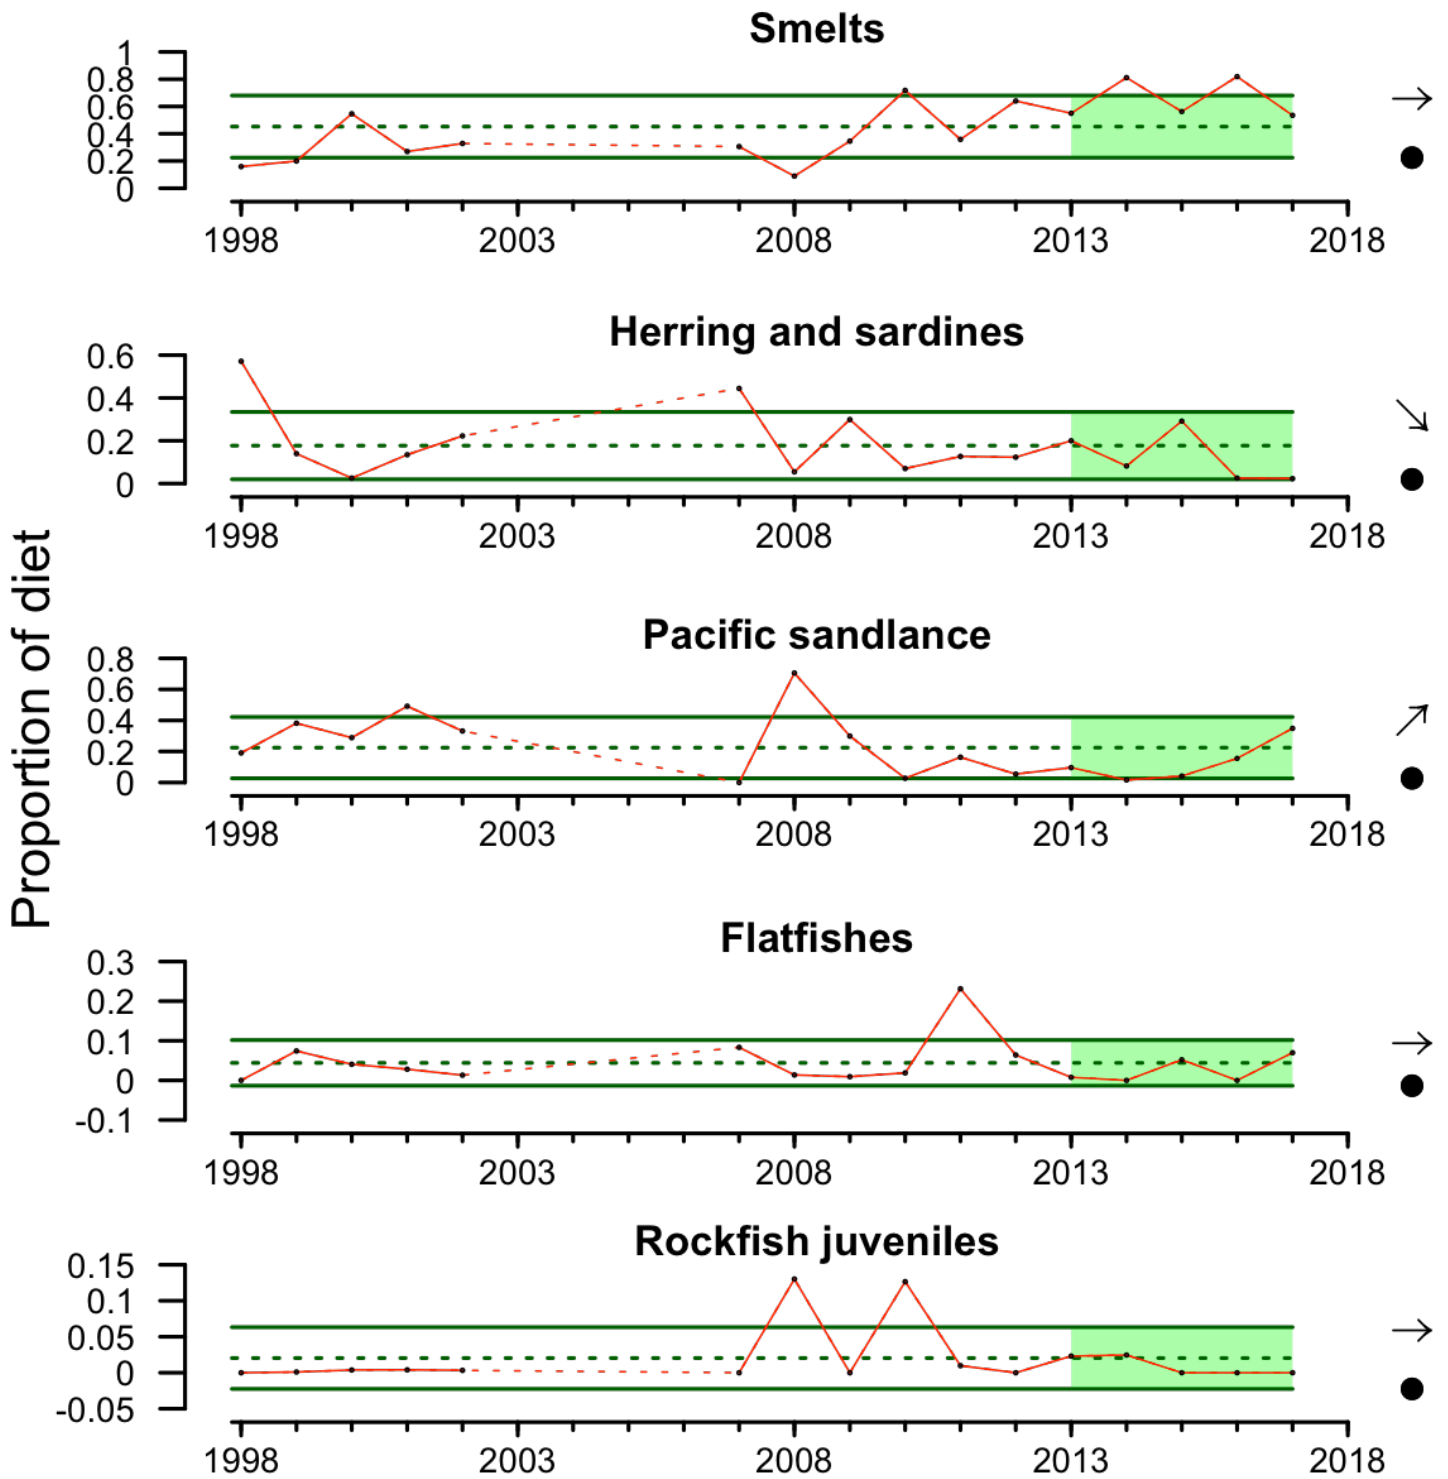 Proportion of diet
Smelts
1
0.8
0.6
0.4
0.2
0
1998 2003 2008 2013 2018
Herring and sardines
0.6
0.4
0.2
0
1998 2003 2008 2013 2018
Pacific sandlance
0.8
0.6
0.4
0.2
0
1998 2003 2008 2013 2018
Flatfishes
0.3
0.2
0.1
0
-0.1
1998 2003 2008 2013 2018
Rockfish juveniles
0.15
0.1
0.05
0
-0.05
1998 2003 2008 2013 2018